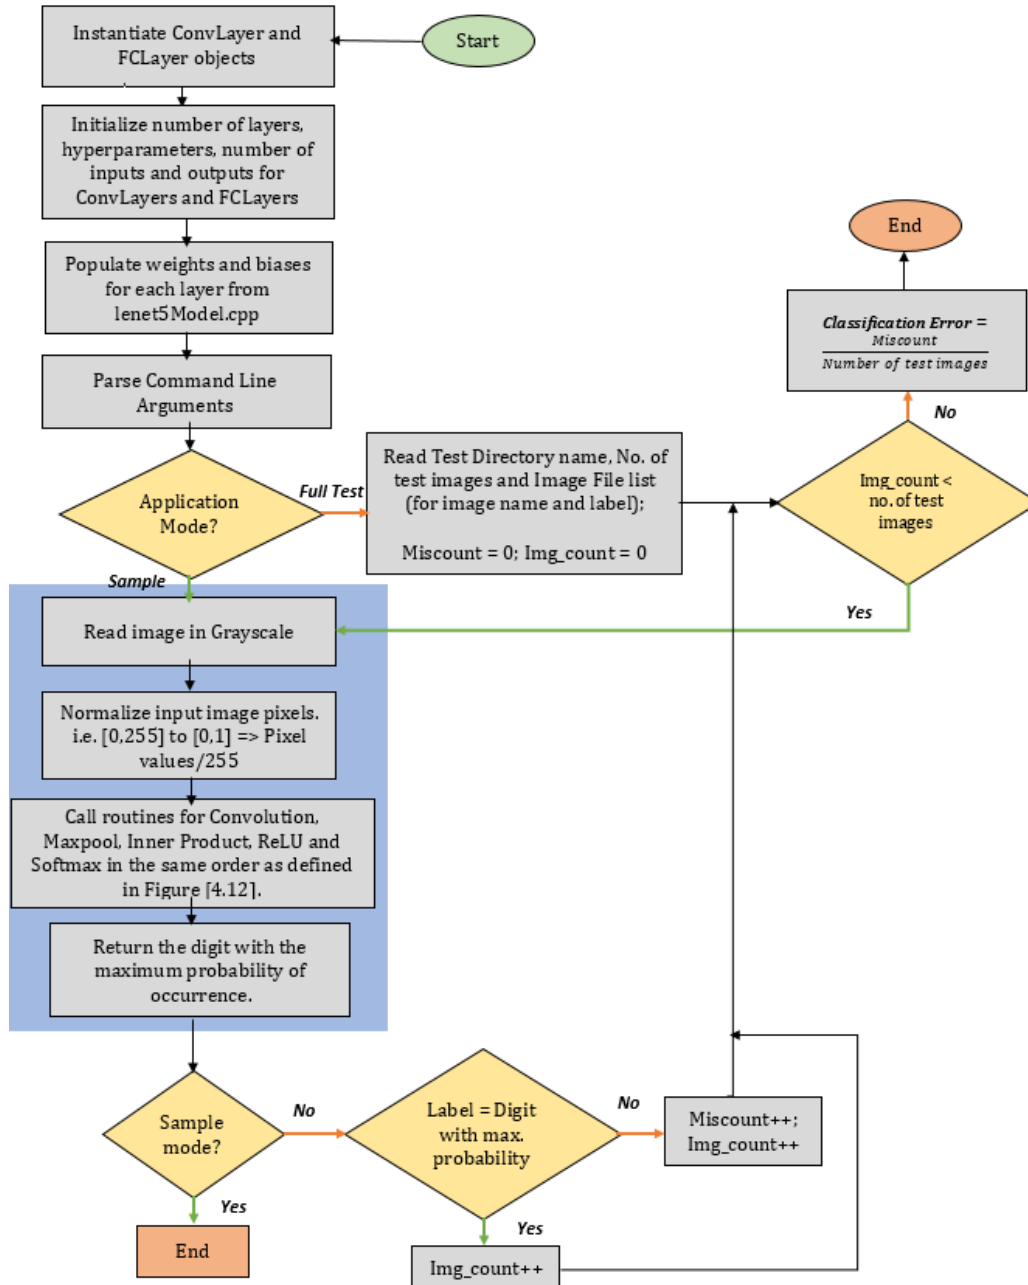 Start
Instantiate ConvLayer and
FCLayer objects
Initialize number of layers,
hyperparameters, number of
inputs and outputs for
ConvLayers and FCLayers
Populate weights and biases
for each layer from
lenet5Model.cpp
Parse Command Line
Arguments
Application
Mode?
Full Test
Read Test Directory name, No. of
test images and Image File list
(for image name and label);
Miscount = 0; Img_count = 0
Img_count <
no. of test
images
No
Classification Error =
Miscount
Number of test images
End
Yes
Sample
Read image in Grayscale
Normalize input image pixels.
i.e. [0,255] to [0,1] => Pixel
values/255
Call routines for Convolution,
Maxpool, Inner Product, ReLU and
Softmax in the same order as defined
in Figure [4.12].
Return the digit with the
maximum probability of
occurrence.
Sample
mode?
No
Label = Digit
with max.
probability
No
Miscount++;
Img_count++
Yes
End
Yes
Img_count++